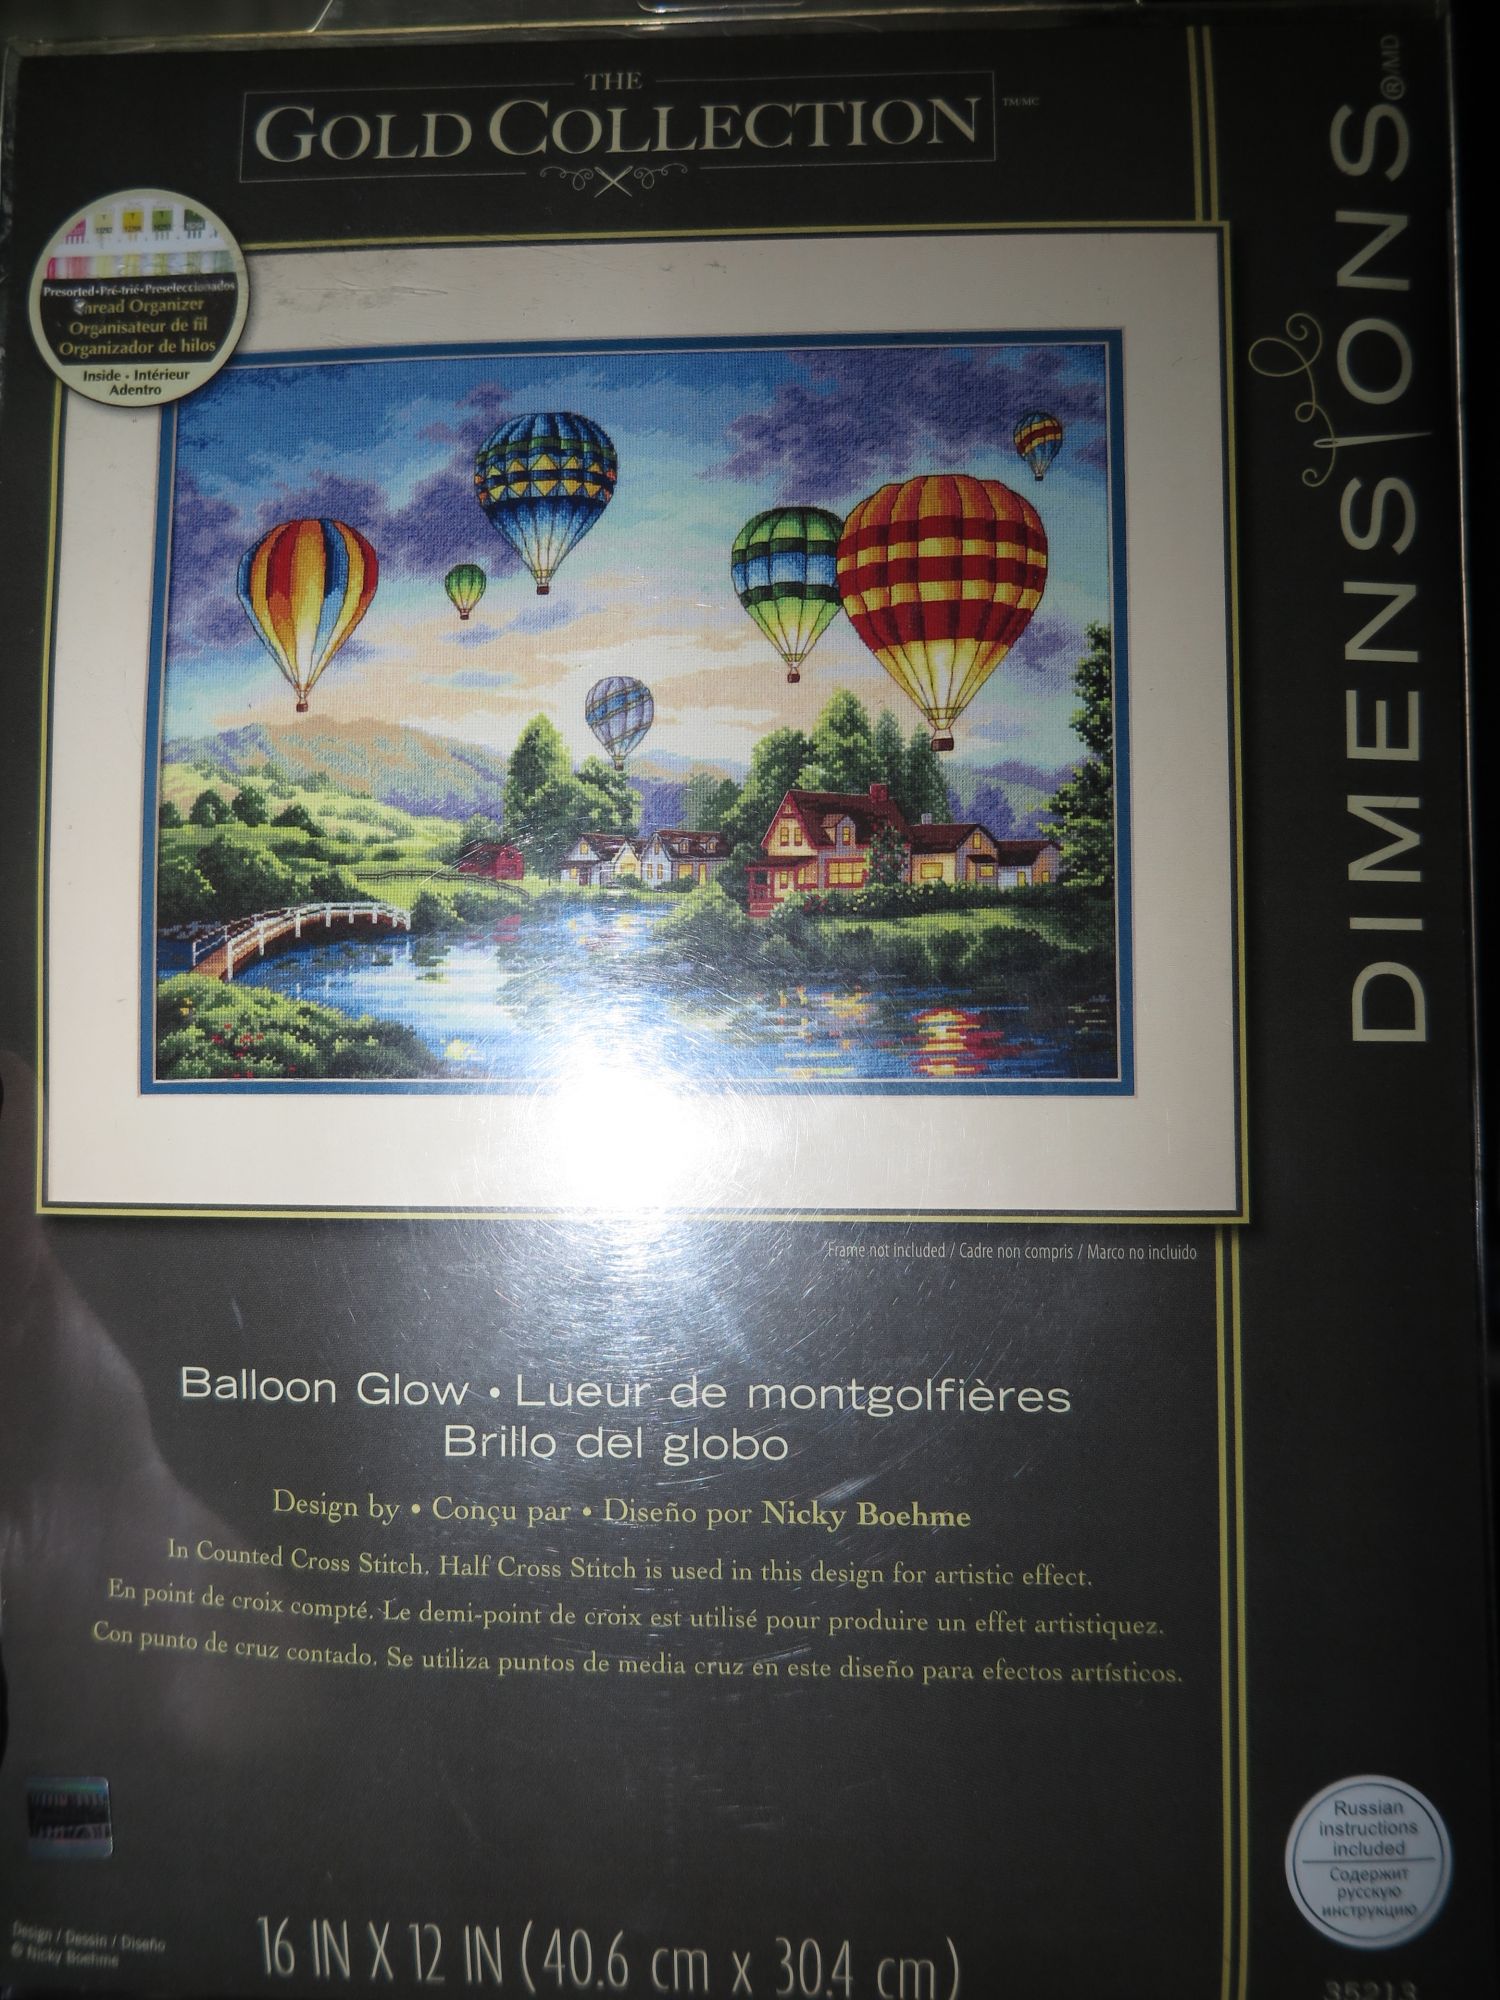 THE
GOLD COLLECTION TM/MC
Presorted•Pré-trié•Preseleccionados
Thread Organizer
Organisateur de fil
Organizador de hilos
Inside - Intérieur
Adentro
DIMENSIONS®/MD
Frame not included / Cadre non compris / Marco no incluido
Balloon Glow • Lueur de montgolfières
Brillo del globo
Design by • Conçu par • Diseño por Nicky Boehme
In Counted Cross Stitch. Half Cross Stitch is used in this design for artistic effect.
En point de croix compté. Le demi-point de croix est utilisé pour produire un effet artistiquez.
Con punto de cruz contado. Se utiliza puntos de media cruz en este diseño para efectos artísticos.
Russian
instructions
included
Содержит
русскую
инструкцию
Design / Dessin / Diseño
© Nicky Boehme
16 IN X 12 IN (40.6 cm x 30.4 cm)
35213